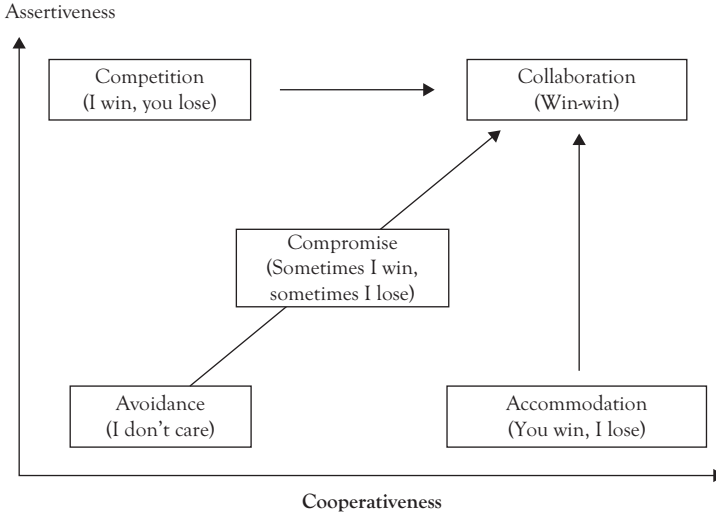 Assertiveness
Competition
(I win, you lose)
Collaboration
(Win-win)
Compromise
(Sometimes I win,
sometimes I lose)
Avoidance
(I don't care)
Accommodation
(You win, I lose)
Cooperativeness